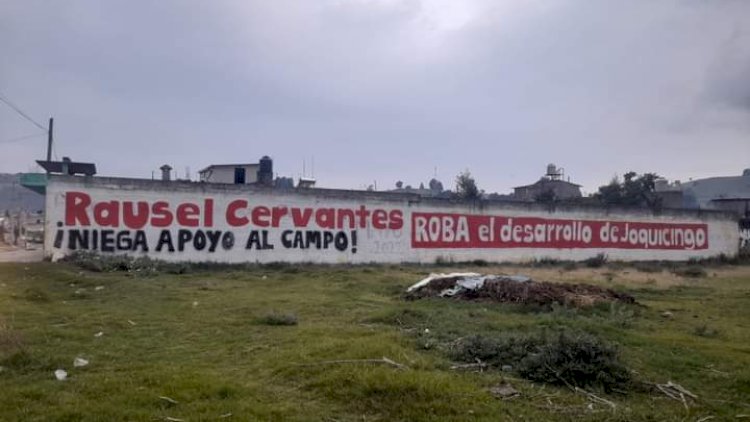 Rausel Cervantes
¡NIEGA APOYO AL CAMPO!
ROBA el desarrollo de Joquicingo